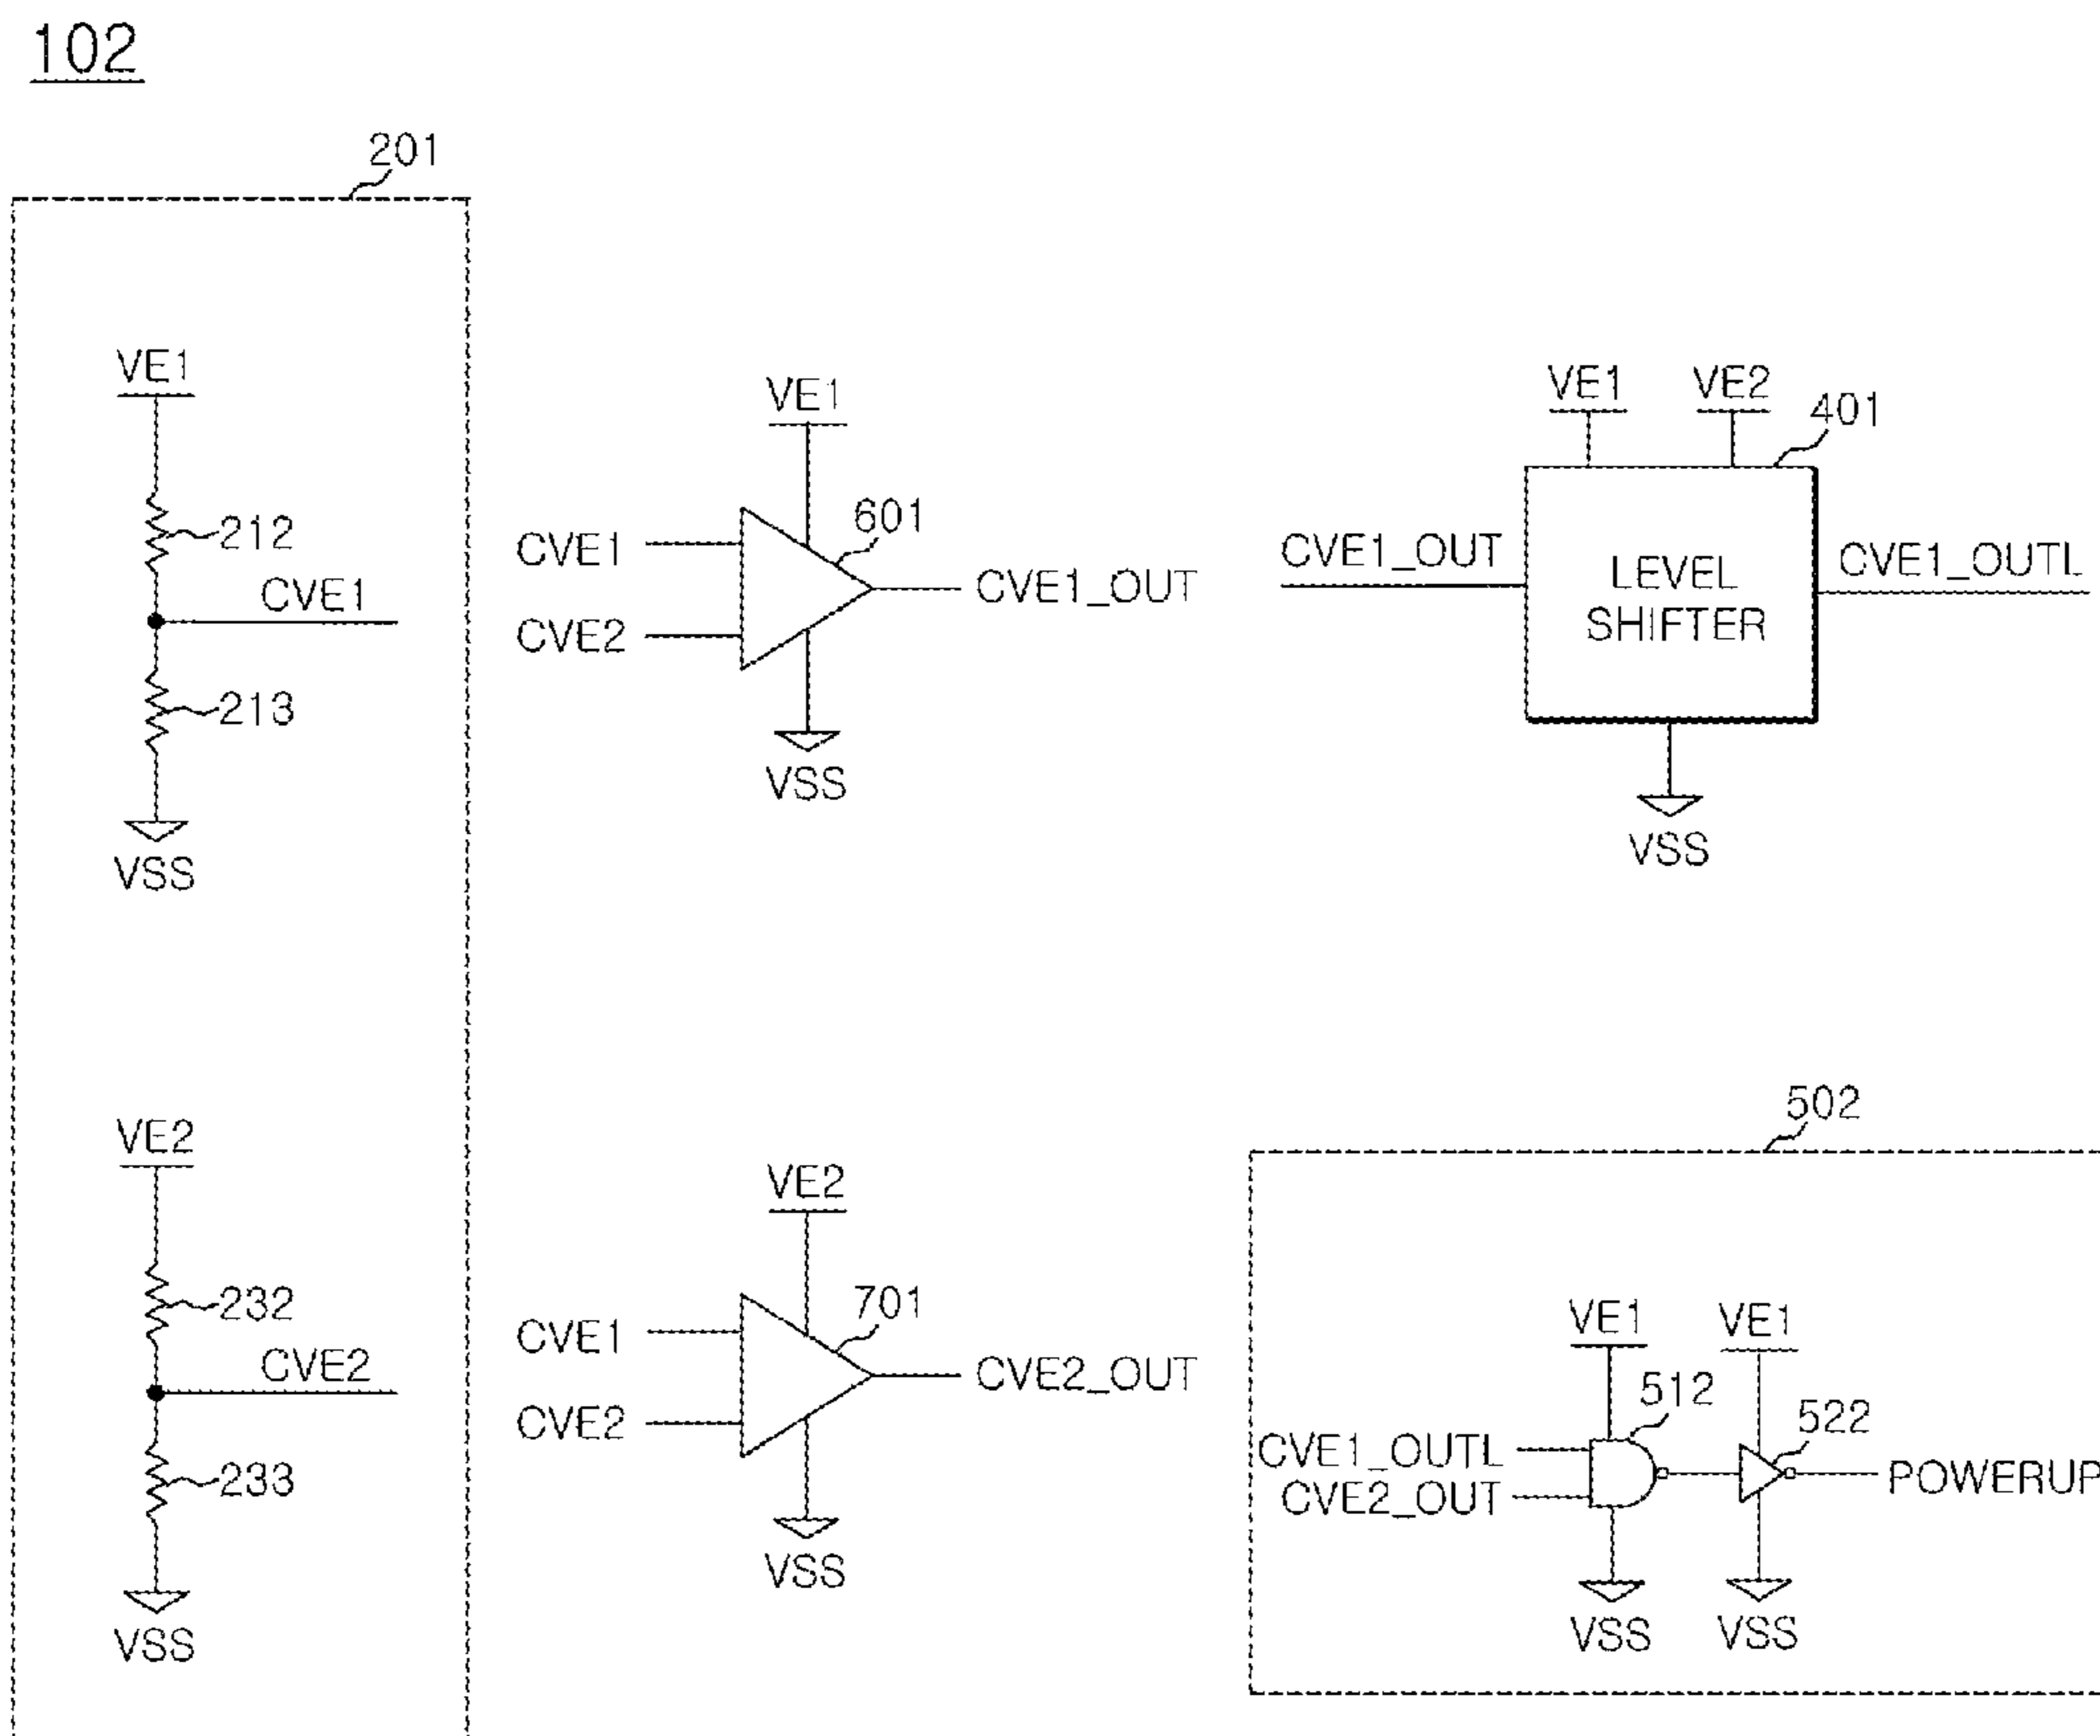 102
201
VE1
212
CVE1
213
VSS
VE2
232
CVE2
233
VSS
VE1
CVE1
601
CVE2
CVE1_OUT
VSS
VE2
CVE1
701
CVE2
CVE2_OUT
VSS
VE1
VE2
401
CVE1_OUT
LEVEL
SHIFTER
CVE1_OUTL
VSS
502
VE1
VE1
512
522
CVE1_OUTL
CVE2_OUT
POWERUP
VSS
VSS